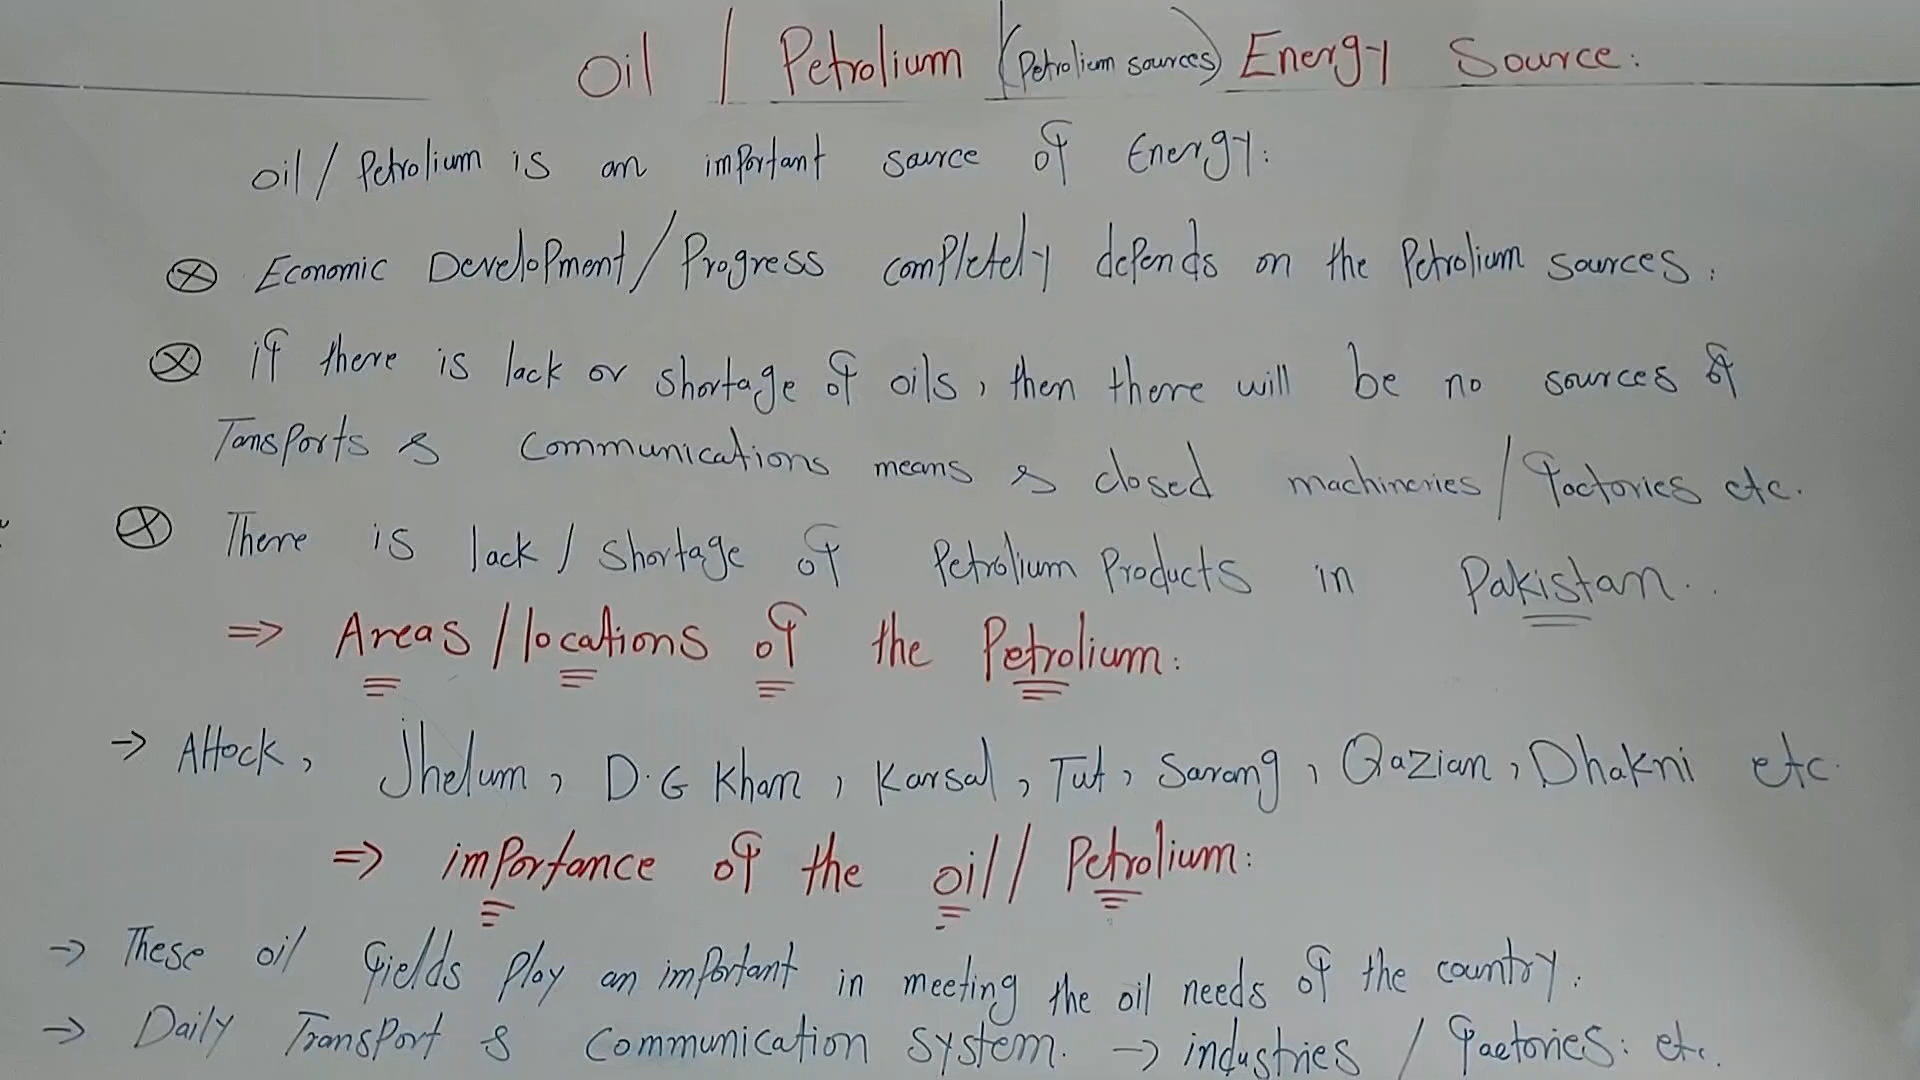 Oil / Petrolium (Petrolium sources) Energy Source:
oil / Petrolium is an important source of Energy:
Economic Development / Progress completely depends on the Petrolium sources.
if there is lack or shortage of oils, then there will be no sources of
Tansports & Communications means & closed machineries / factories etc.
There is lack / shortage of Petrolium Products in Pakistan.
=> Areas / locations of the Petrolium:
-> Attock, Jhelum, D.G Khan, Karsal, Tut, Sarang, Qazian, Dhakni etc.
=> importance of the oil / Petrolium:
-> These oil fields play an important in meeting the oil needs of the country.
-> Daily Transport & Communication system. -> industries / factories: etc.